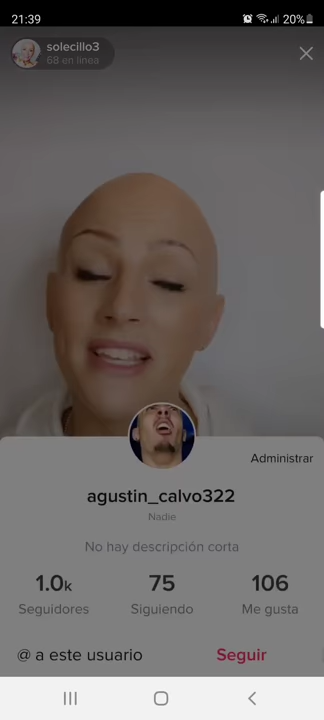 21:39
20%
solecillo3
68 en línea
Administrar
agustin_calvo322
Nadie
No hay descripción corta
1.0k
75
106
Seguidores
Siguiendo
Me gusta
@ a este usuario
Seguir